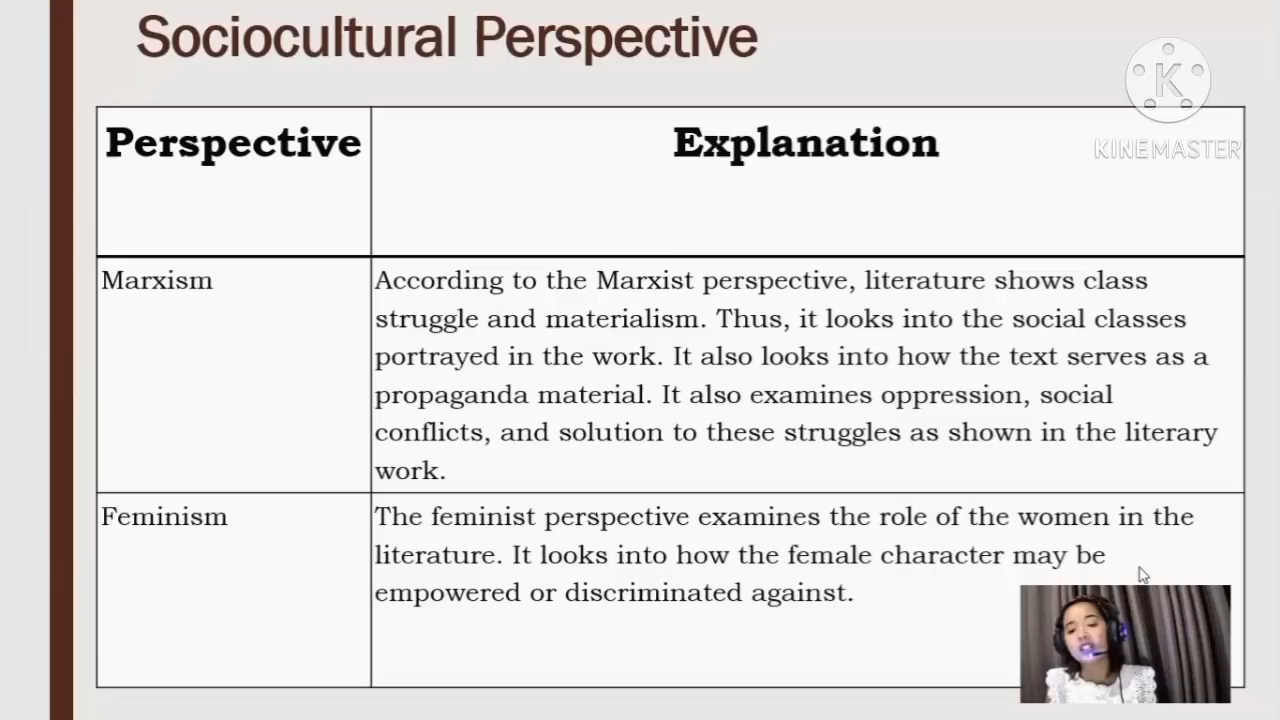 Sociocultural Perspective
K
KINEMASTER
Perspective
Explanation
Marxism
According to the Marxist perspective, literature shows class
struggle and materialism. Thus, it looks into the social classes
portrayed in the work. It also looks into how the text serves as a
propaganda material. It also examines oppression, social
conflicts, and solution to these struggles as shown in the literary
work.
Feminism
The feminist perspective examines the role of the women in the
literature. It looks into how the female character may be
empowered or discriminated against.